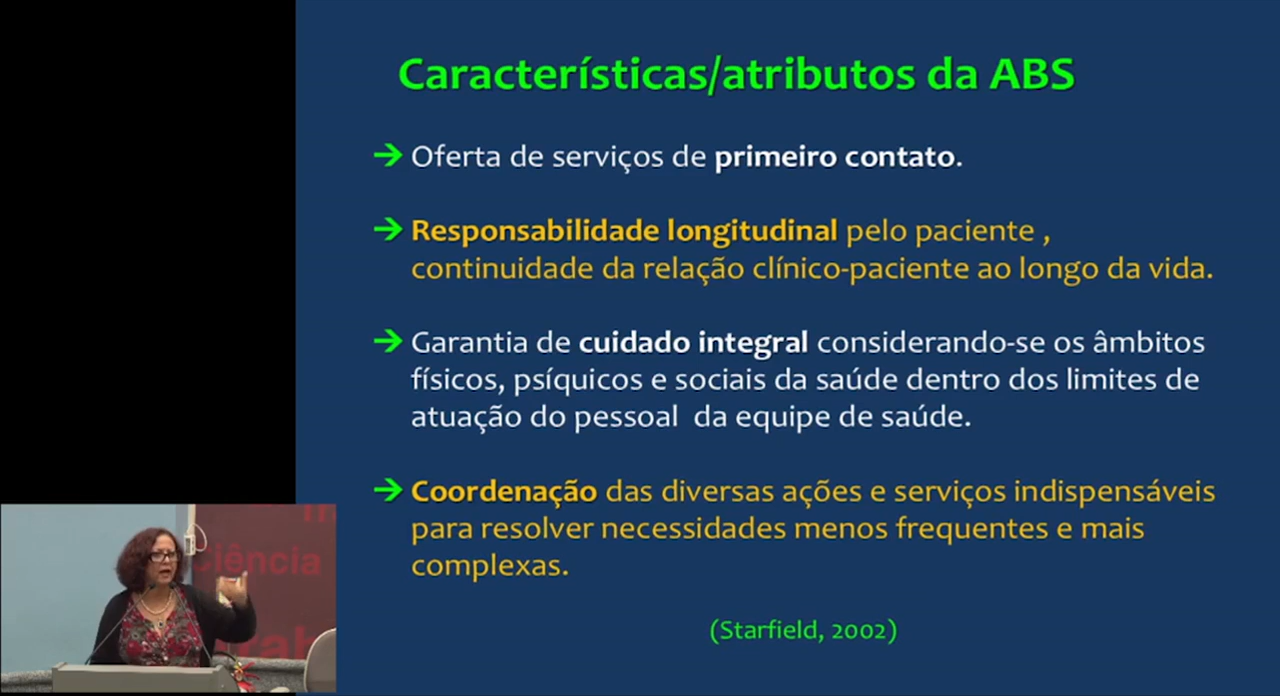 Características/atributos da ABS
➔ Oferta de serviços de primeiro contato.
➔ Responsabilidade longitudinal pelo paciente ,
continuidade da relação clínico-paciente ao longo da vida.
➔ Garantia de cuidado integral considerando-se os âmbitos
físicos, psíquicos e sociais da saúde dentro dos limites de
atuação do pessoal  da equipe de saúde.
➔ Coordenação das diversas ações e serviços indispensáveis
para resolver necessidades menos frequentes e mais
complexas.
(Starfield, 2002)
ciência